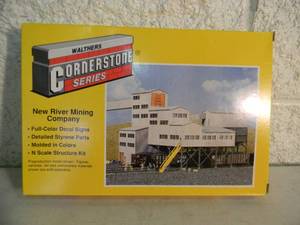 WALTHERS
CORNERSTONE
SERIES
New River Mining
Company
• Full-Color Decal Signs
• Detailed Styrene Parts
• Molded in Colors
• N Scale Structure Kit